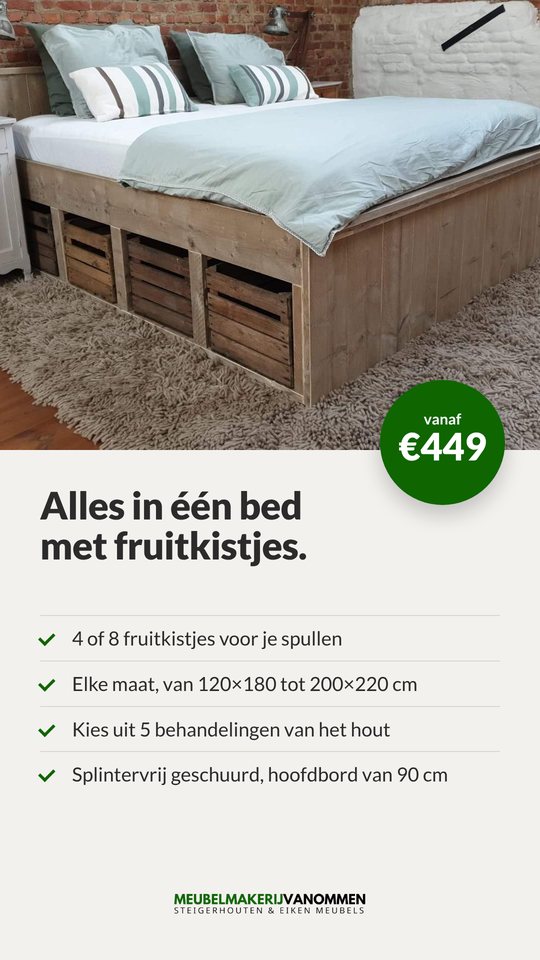 vanaf
€449
Alles in één bed
met fruitkistjes.
4 of 8 fruitkistjes voor je spullen
Elke maat, van 120×180 tot 200×220 cm
Kies uit 5 behandelingen van het hout
Splintervrij geschuurd, hoofdbord van 90 cm
MEUBELMAKERIJVANOMMEN
STEIGERHOUTEN & EIKEN MEUBELS